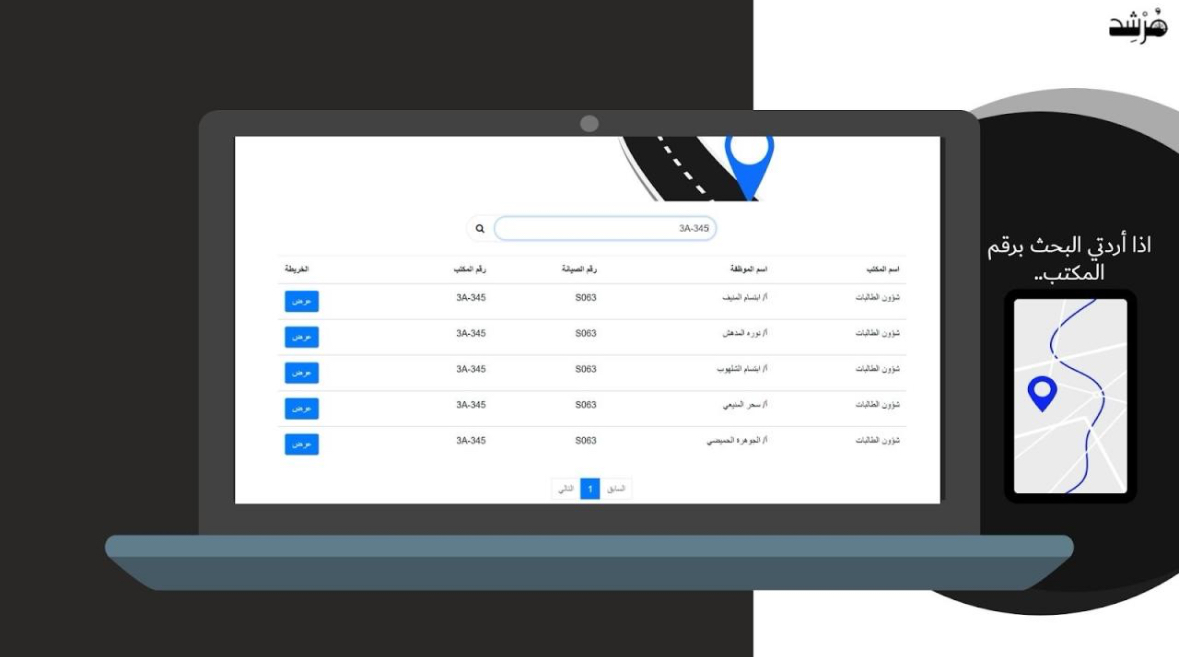 مُرْشِد
اذا أردتي البحث برقم
المكتب..
3A-345
اسم المكتب اسم الموظفة رقم الصيانة رقم المكتب الخريطة
شؤون الطالبات أ/ ابتسام المنيف S063 3A-345 عرض
شؤون الطالبات أ/ نوره المدهش S063 3A-345 عرض
شؤون الطالبات أ/ ابتسام الشلهوب S063 3A-345 عرض
شؤون الطالبات أ/ سحر المنيعي S063 3A-345 عرض
شؤون الطالبات أ/ الجوهرة الحميضي S063 3A-345 عرض
السابق 1 التالي